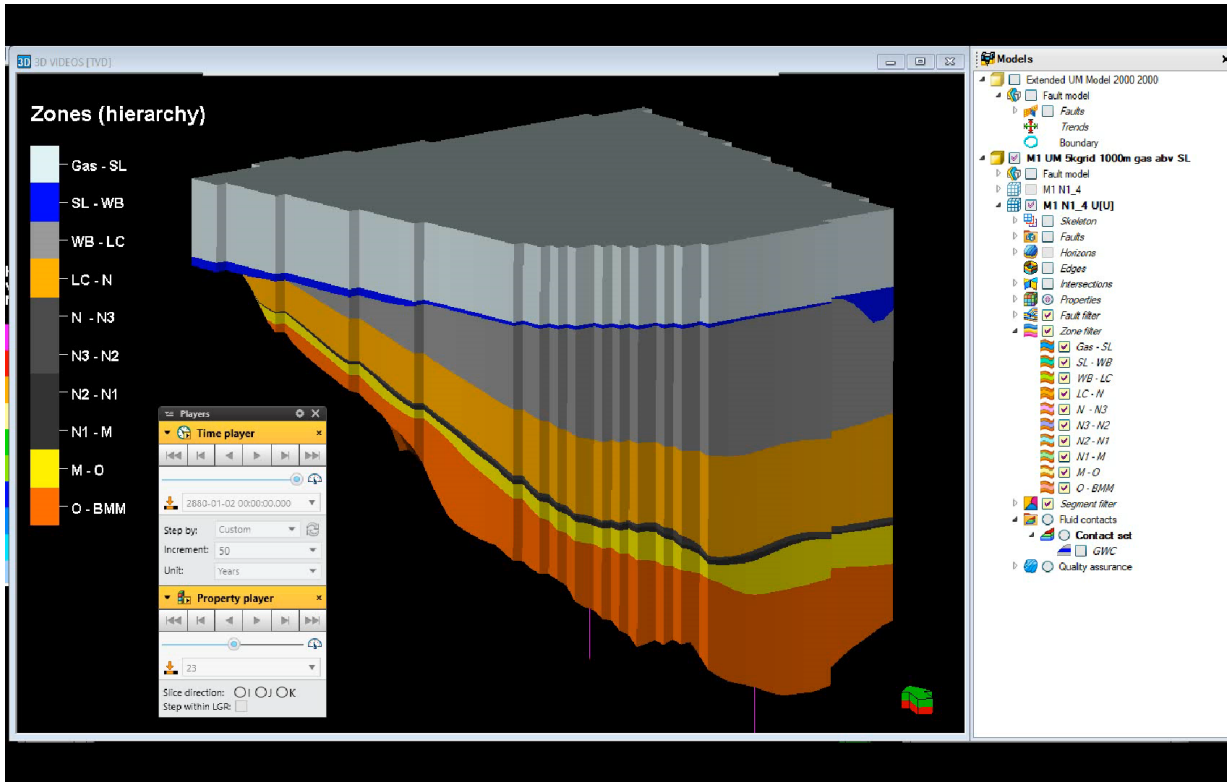 3D 3D VIDEOS [TVD]
Zones (hierarchy)
Gas - SL
SL - WB
WB - LC
LC - N
N - N3
N3 - N2
N2 - N1
N1 - M
M - O
O - BMM
Players
Time player
2880-01-02 00:00:00.000
Step by: Custom
Increment: 50
Unit: Years
Property player
23
Slice direction: I J K
Step within LGR:
Models
Extended UM Model 2000 2000
Fault model
Faults
Trends
Boundary
M1 UM 5kgrid 1000m gas abv SL
Fault model
M1 N1_4
M1 N1_4 U[U]
Skeleton
Faults
Horizons
Edges
Intersections
Properties
Fault filter
Zone filter
Gas - SL
SL - WB
WB - LC
LC - N
N - N3
N3 - N2
N2 - N1
N1 - M
M - O
O - BMM
Segment filter
Fluid contacts
Contact set
GWC
Quality assurance